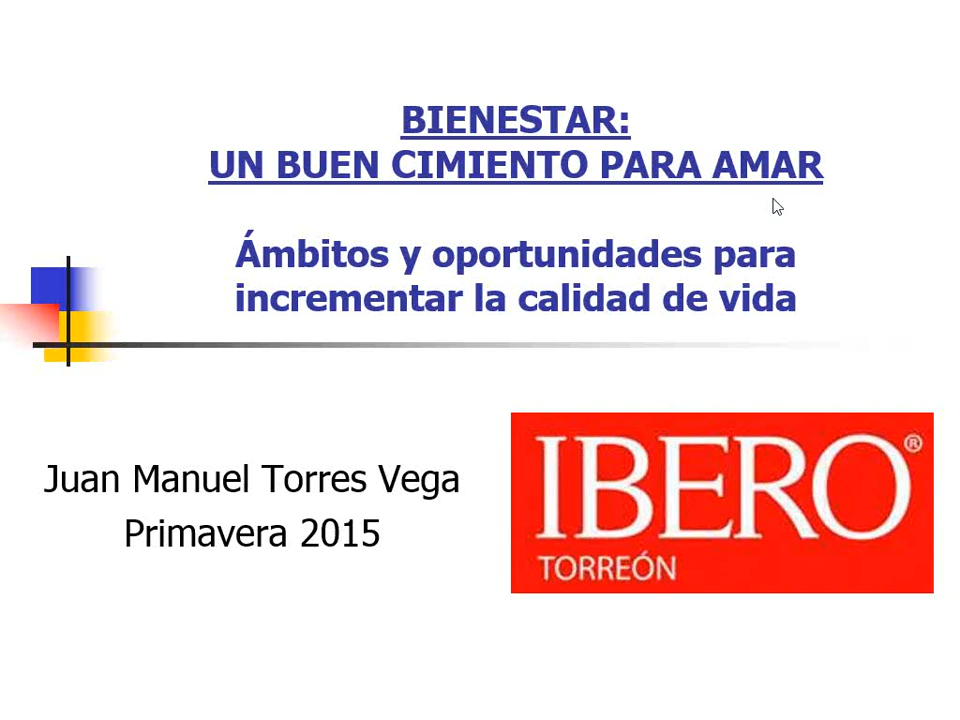 BIENESTAR:
UN BUEN CIMIENTO PARA AMAR
Ámbitos y oportunidades para
incrementar la calidad de vida
Juan Manuel Torres Vega
Primavera 2015
IBERO®
TORREÓN